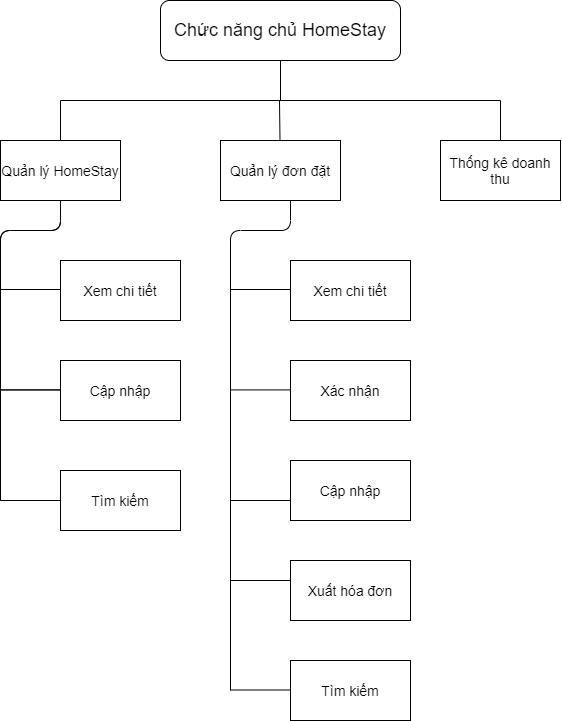 Chức năng chủ HomeStay
Quản lý HomeStay
Quản lý đơn đặt
Thống kê doanh
thu
Xem chi tiết
Cập nhập
Tìm kiếm
Xem chi tiết
Xác nhận
Cập nhập
Xuất hóa đơn
Tìm kiếm